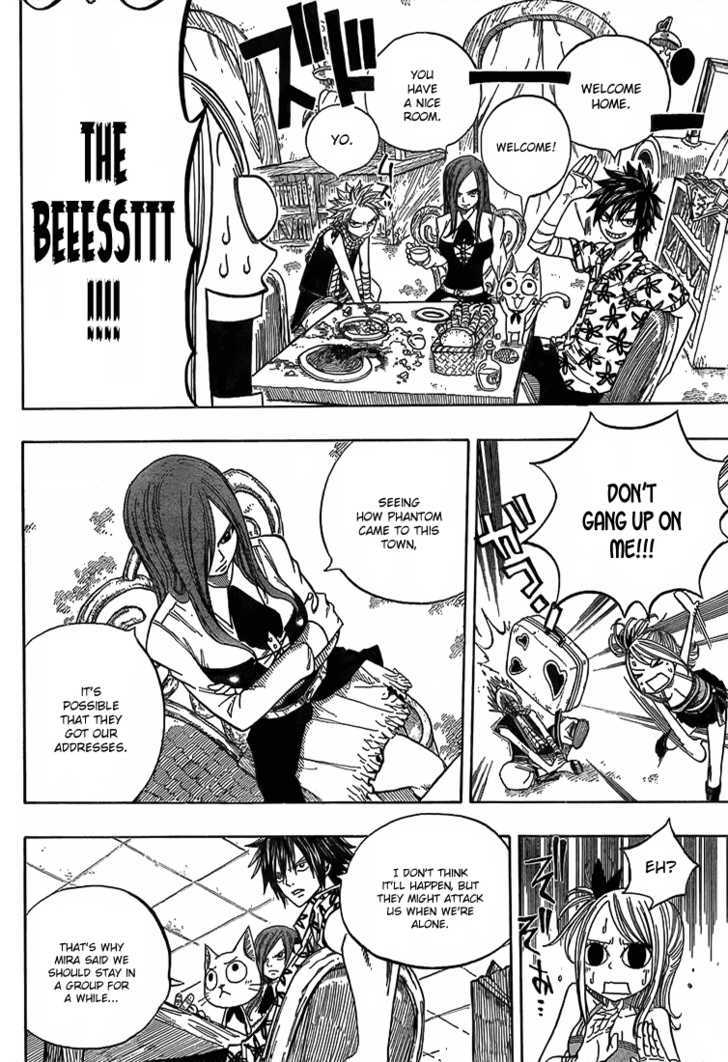 WELCOME
HOME.
WELCOME!
YOU
HAVE
A NICE
ROOM.
YO.
ズド
THE
BEEESSTTT
!!!!
DON'T
GANG UP ON
ME!!!
SEEING
HOW PHANTOM
CAME TO THIS
TOWN,
IT'S
POSSIBLE
THAT THEY
GOT OUR
ADDRESSES.
EH?
I DON'T THINK
IT'LL HAPPEN, BUT
THEY MIGHT ATTACK
US WHEN WE'RE
ALONE.
THAT'S WHY
MIRA SAID WE
SHOULD STAY IN
A GROUP FOR
A WHILE...